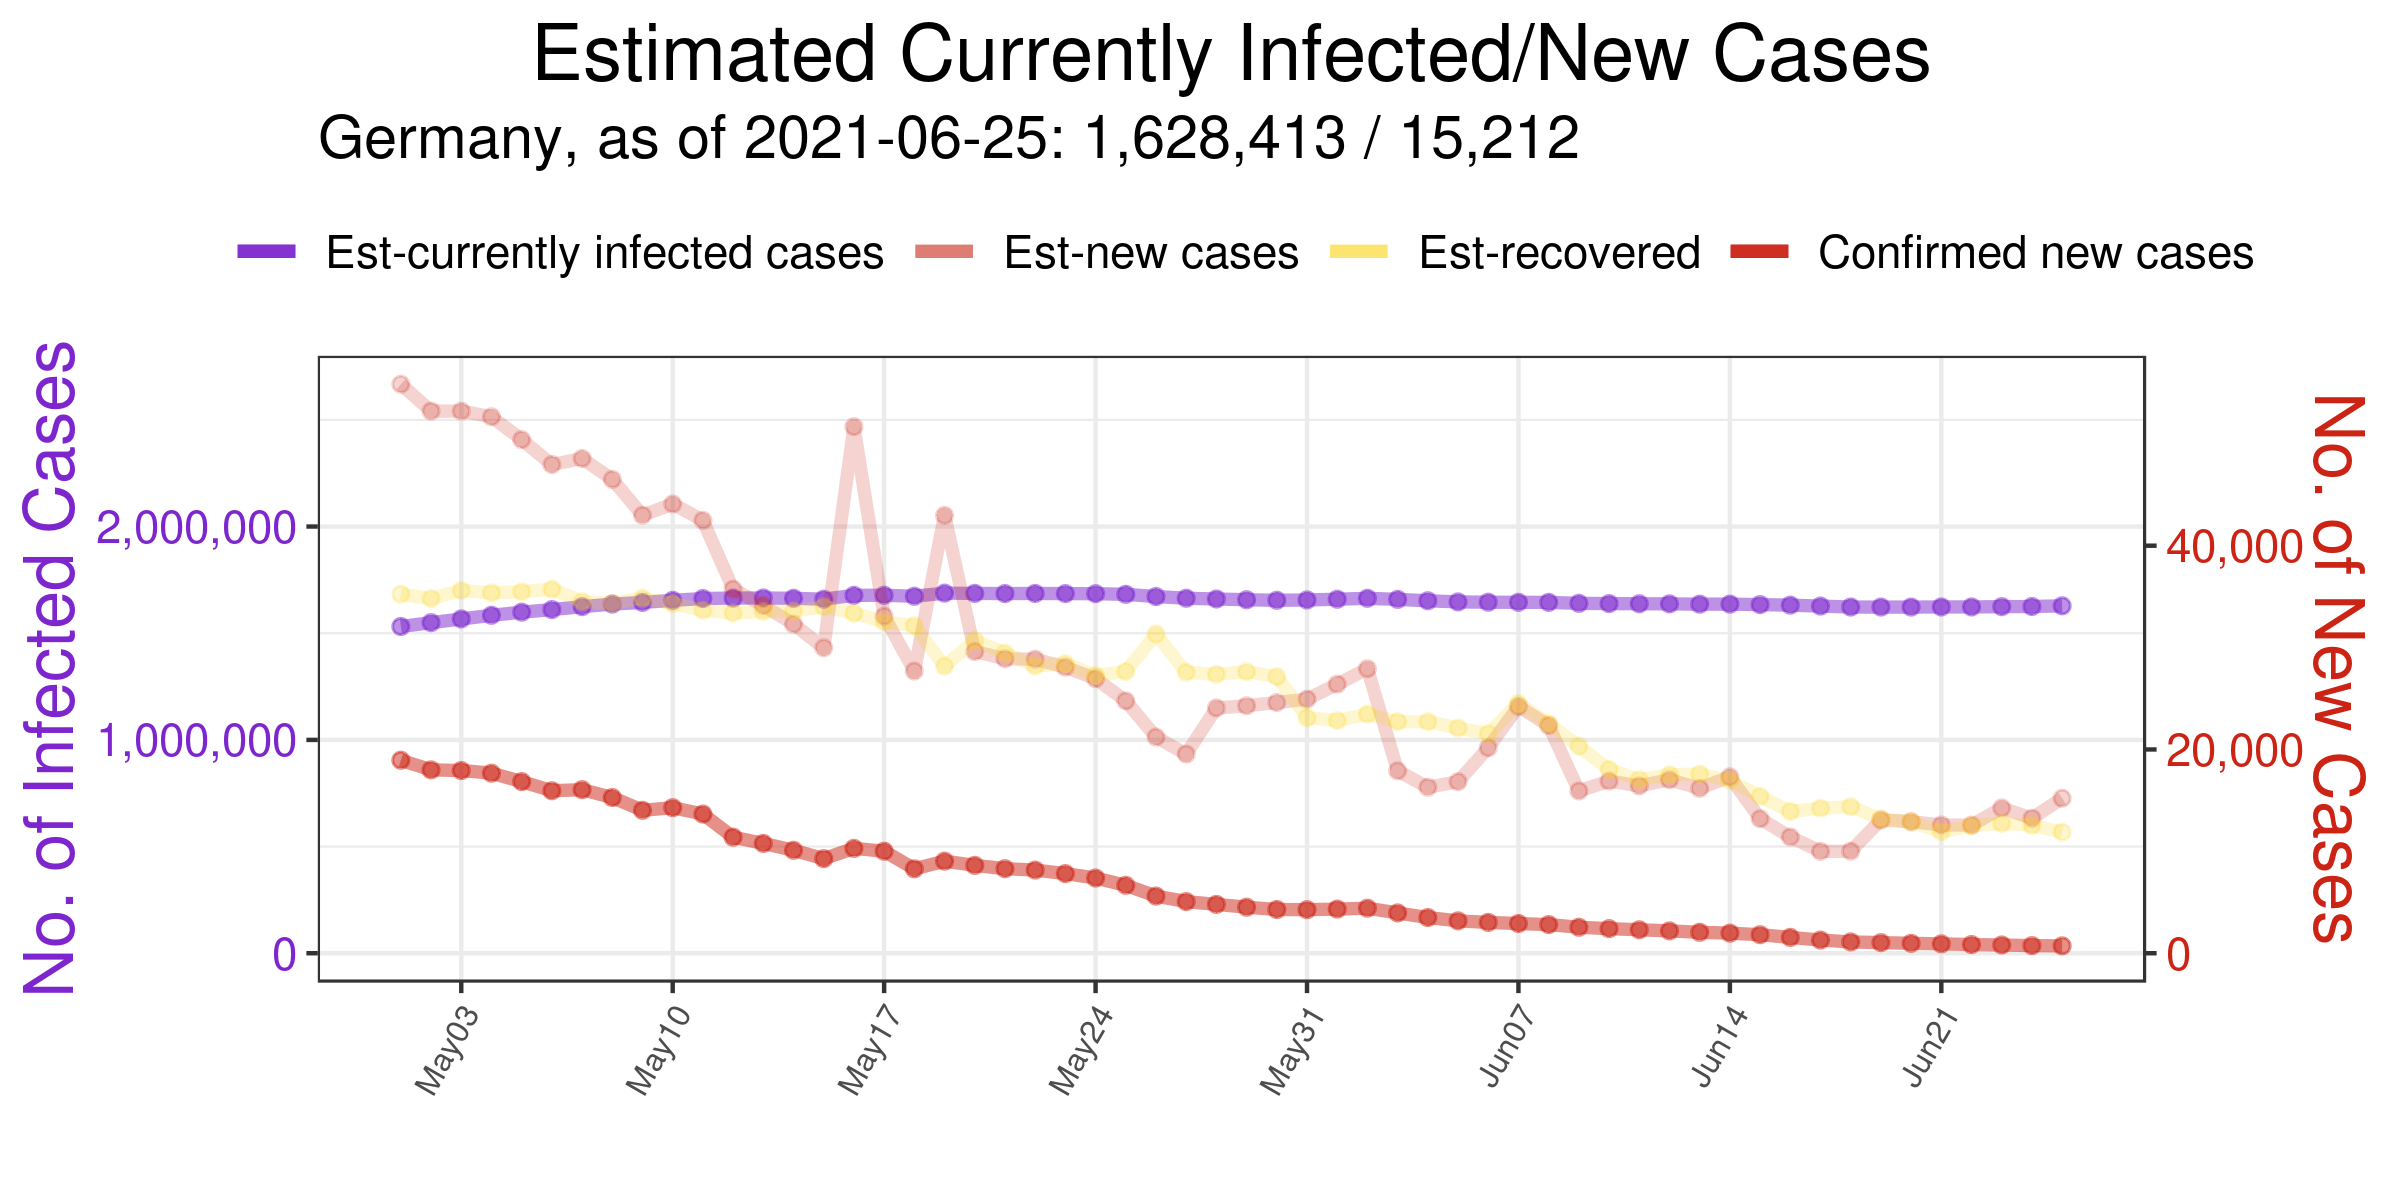 Estimated Currently Infected/New Cases
Germany, as of 2021-06-25: 1,628,413 / 15,212
Est-currently infected cases Est-new cases Est-recovered Confirmed new cases
No. of Infected Cases
2,000,000
1,000,000
0
40,000
20,000
0
No. of New Cases
May03 May10 May17 May24 May31 Jun07 Jun14 Jun21